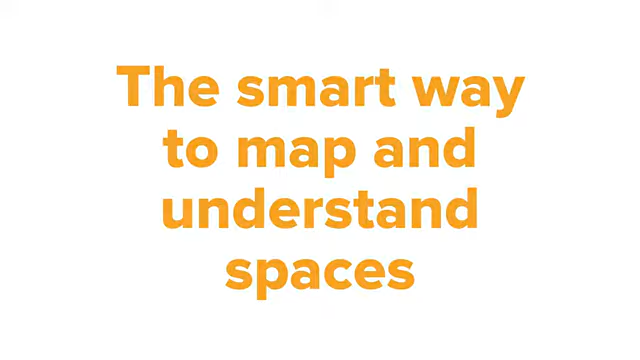 The smart way
to map and
understand
spaces